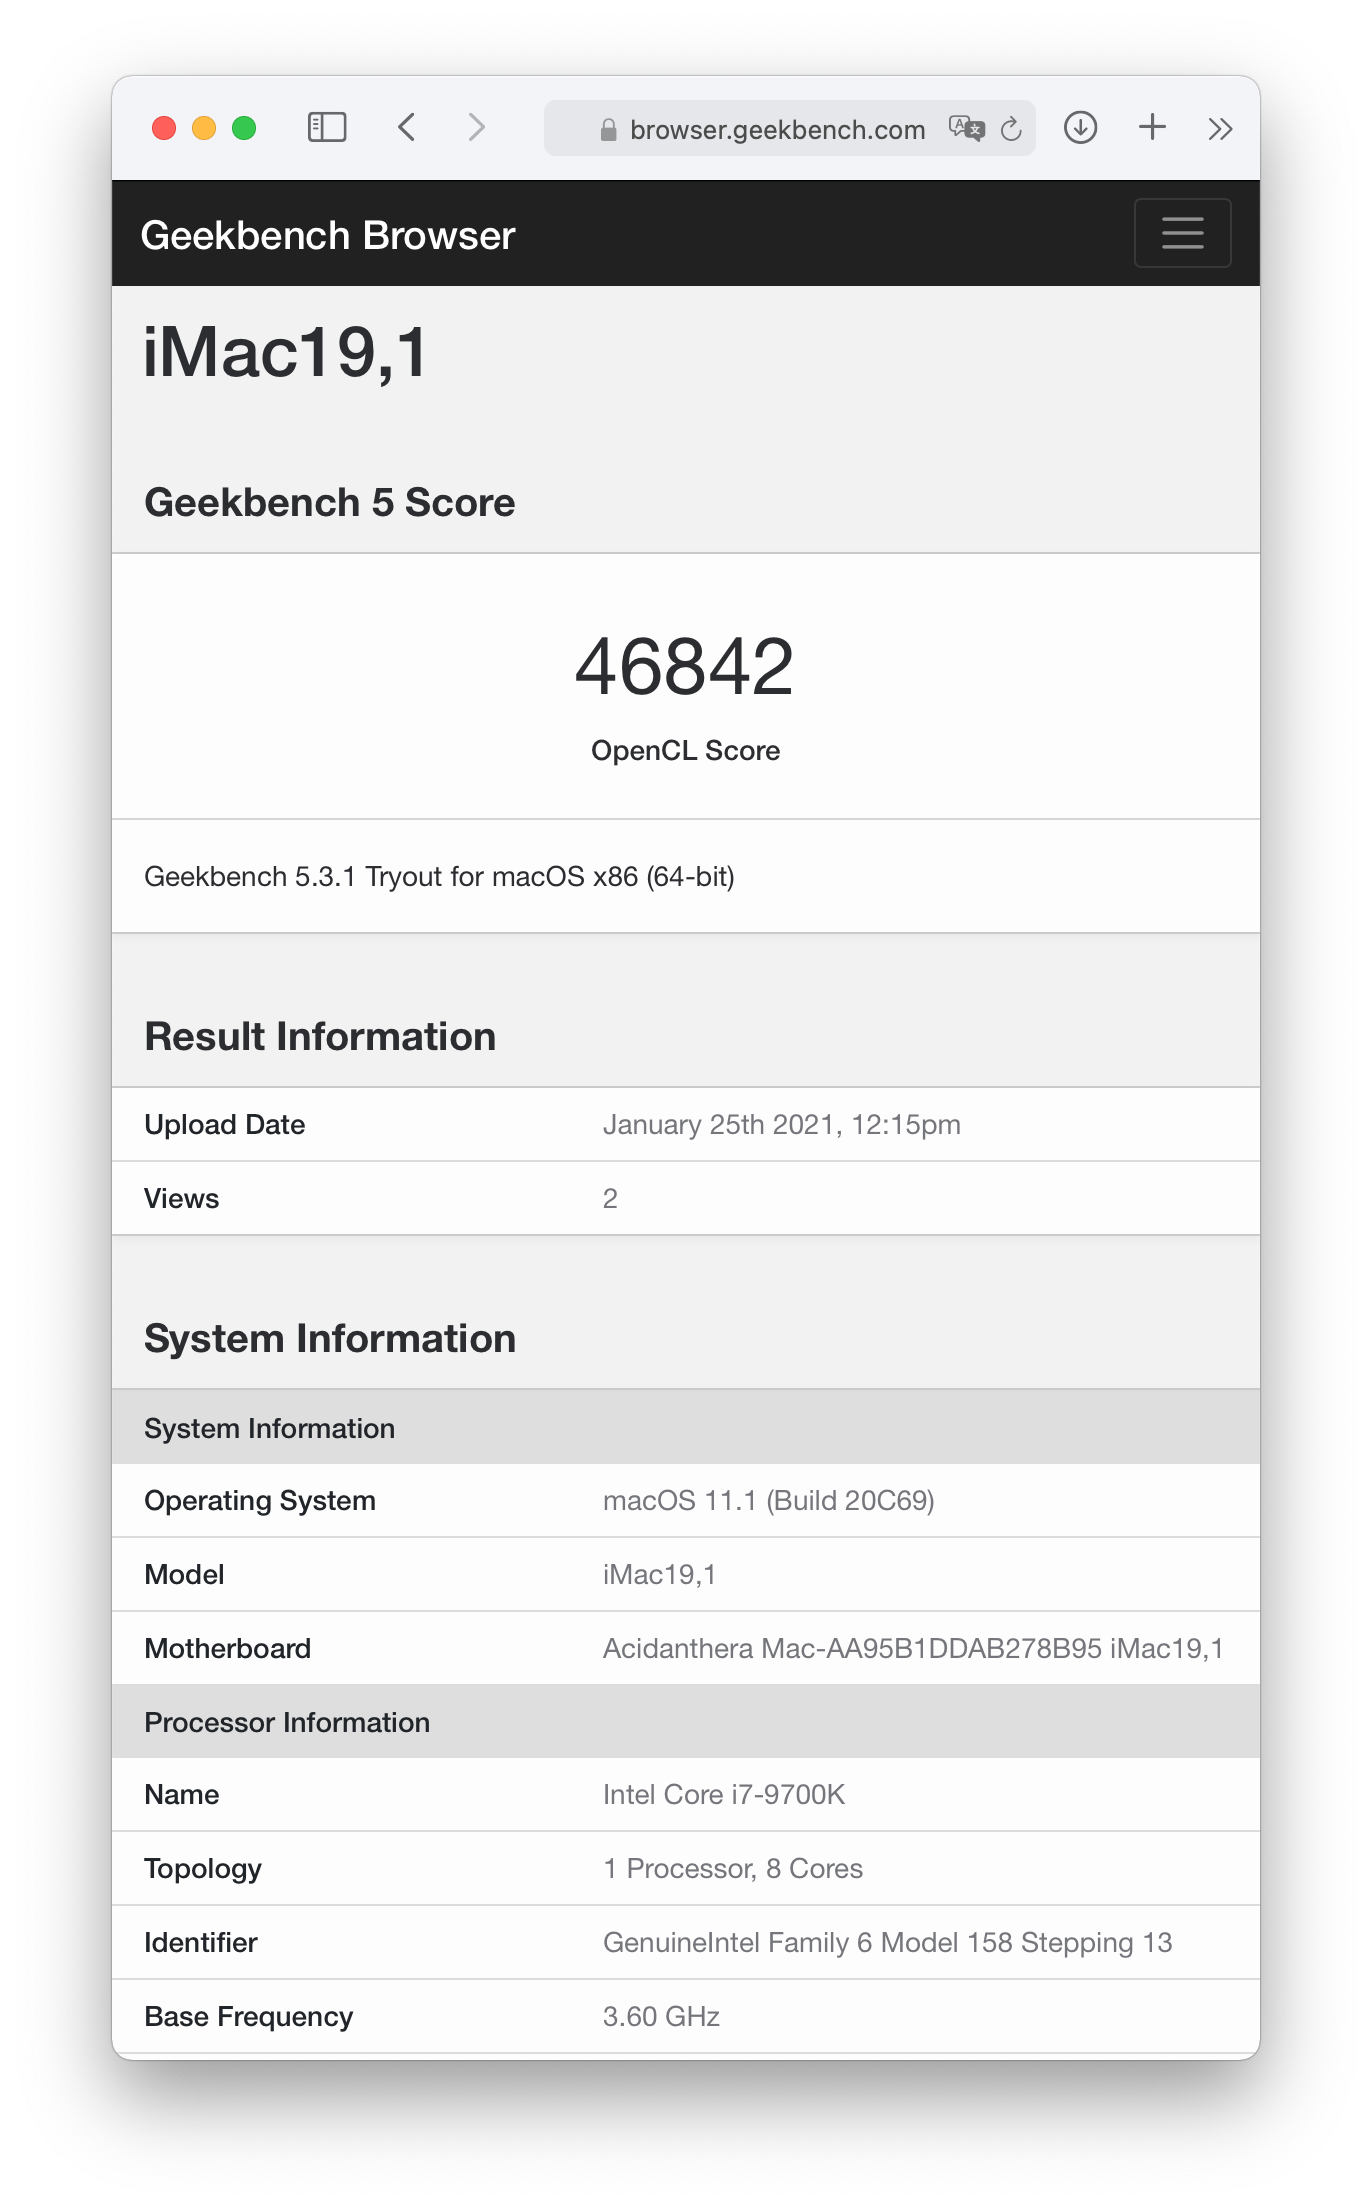 browser.geekbench.com
Geekbench Browser
iMac19,1
Geekbench 5 Score
46842
OpenCL Score
Geekbench 5.3.1 Tryout for macOS x86 (64-bit)
Result Information
Upload Date January 25th 2021, 12:15pm
Views 2
System Information
System Information
Operating System macOS 11.1 (Build 20C69)
Model iMac19,1
Motherboard Acidanthera Mac-AA95B1DDAB278B95 iMac19,1
Processor Information
Name Intel Core i7-9700K
Topology 1 Processor, 8 Cores
Identifier GenuineIntel Family 6 Model 158 Stepping 13
Base Frequency 3.60 GHz